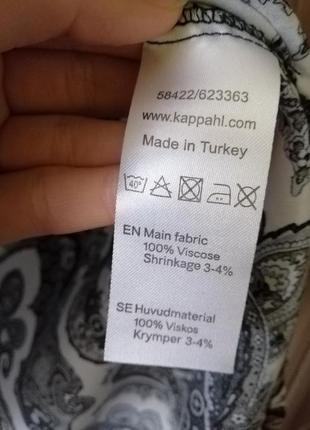 58422/623363
www.kappahl.com
Made in Turkey
40°
EN Main fabric
100% Viscose
Shrinkage 3-4%
SE Huvudmaterial
100% Viskos
Krymper 3-4%